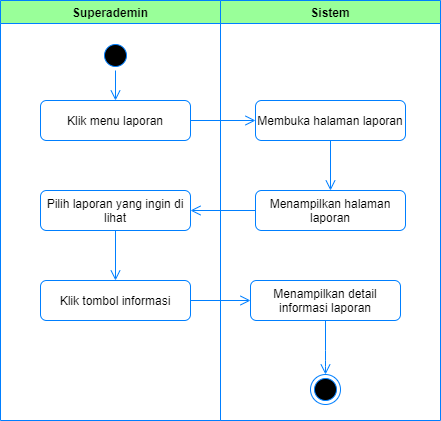 Superademin
Sistem
Klik menu laporan
Membuka halaman laporan
Menampilkan halaman
laporan
Pilih laporan yang ingin di
lihat
Klik tombol informasi
Menampilkan detail
informasi laporan